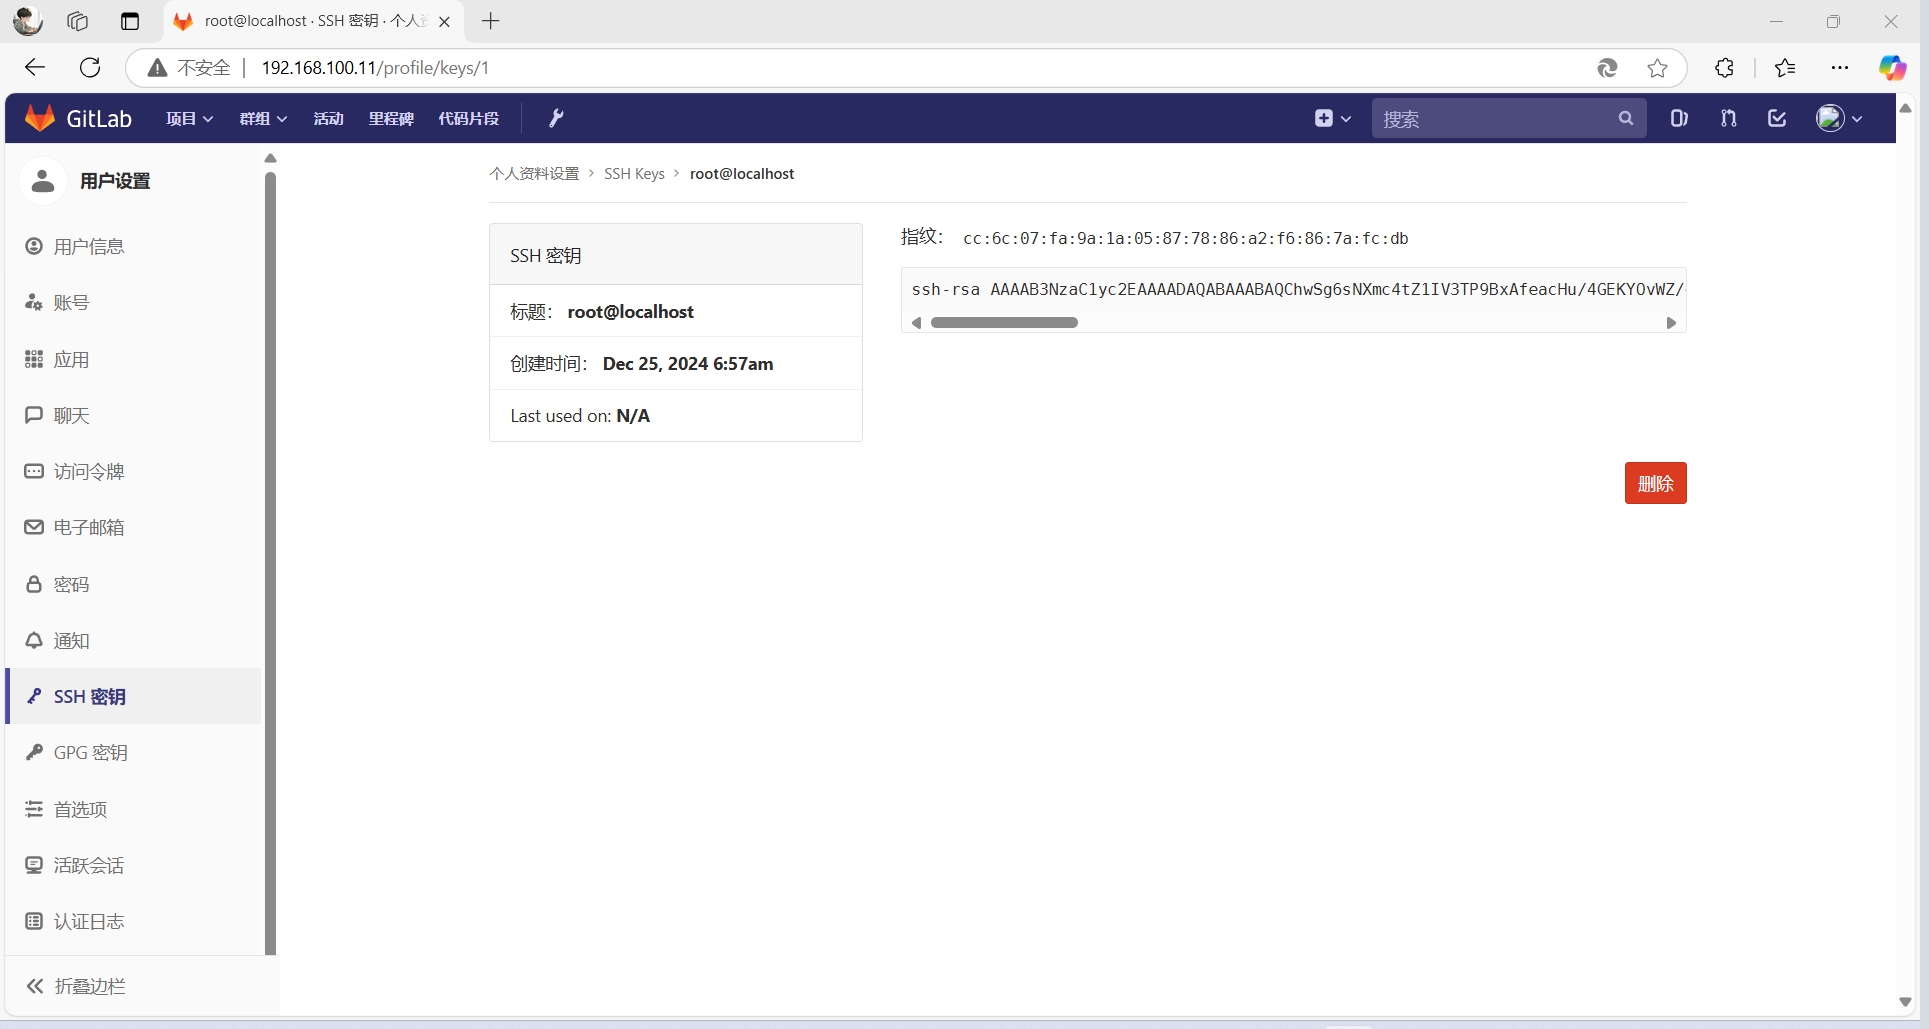 root@localhost · SSH 密钥 · 个人
不安全 | 192.168.100.11/profile/keys/1
GitLab 项目 群组 活动 里程碑 代码片段 搜索
用户设置
用户信息
账号
应用
聊天
访问令牌
电子邮箱
密码
通知
SSH 密钥
GPG 密钥
首选项
活跃会话
认证日志
折叠边栏
个人资料设置 > SSH Keys > root@localhost
SSH 密钥
标题： root@localhost
创建时间： Dec 25, 2024 6:57am
Last used on: N/A
指纹： cc:6c:07:fa:9a:1a:05:87:78:86:a2:f6:86:7a:fc:db
ssh-rsa AAAAB3NzaC1yc2EAAAADAQABAAABAQChwSg6sNXmc4tZ1IV3TP9BxAfeacHu/4GEKYOvWZ/
删除